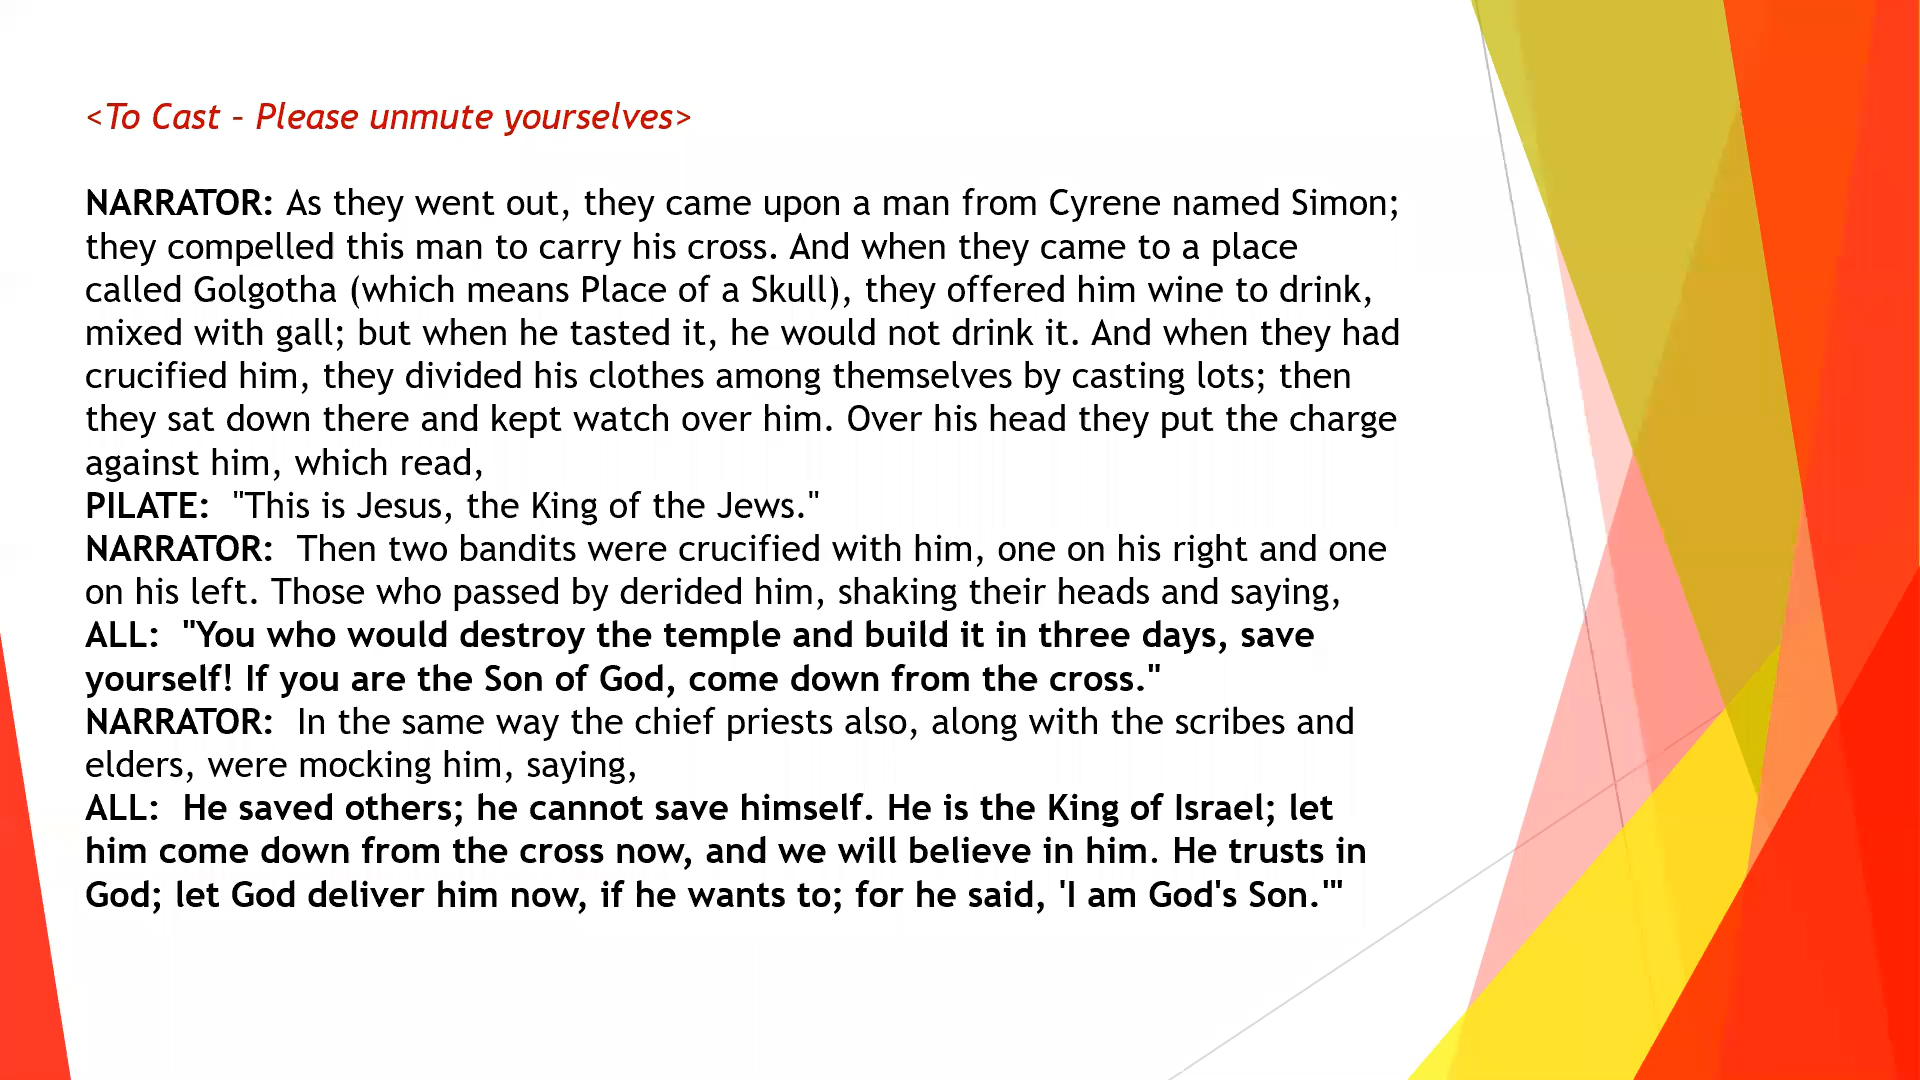 <To Cast – Please unmute yourselves>
NARRATOR: As they went out, they came upon a man from Cyrene named Simon;
they compelled this man to carry his cross. And when they came to a place
called Golgotha (which means Place of a Skull), they offered him wine to drink,
mixed with gall; but when he tasted it, he would not drink it. And when they had
crucified him, they divided his clothes among themselves by casting lots; then
they sat down there and kept watch over him. Over his head they put the charge
against him, which read,
PILATE:  "This is Jesus, the King of the Jews."
NARRATOR:  Then two bandits were crucified with him, one on his right and one
on his left. Those who passed by derided him, shaking their heads and saying,
ALL:  "You who would destroy the temple and build it in three days, save
yourself! If you are the Son of God, come down from the cross."
NARRATOR:  In the same way the chief priests also, along with the scribes and
elders, were mocking him, saying,
ALL:  He saved others; he cannot save himself. He is the King of Israel; let
him come down from the cross now, and we will believe in him. He trusts in
God; let God deliver him now, if he wants to; for he said, 'I am God's Son.'"